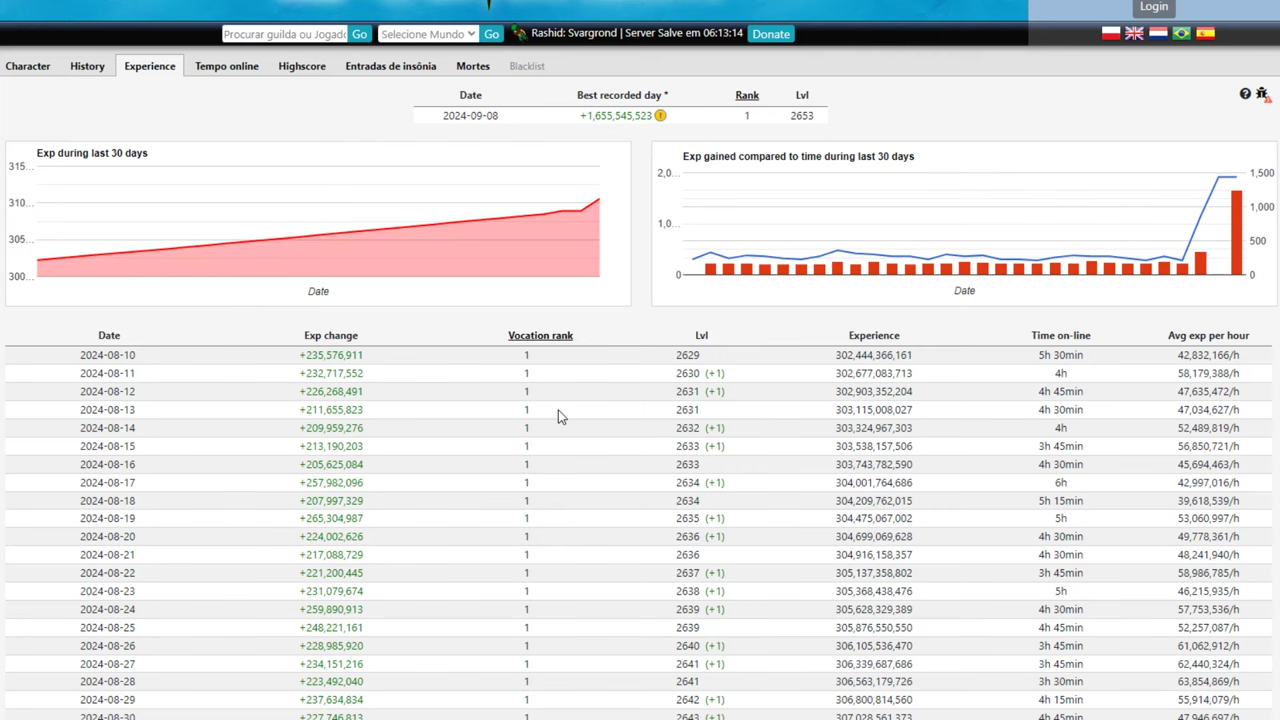 Login
Procurar guilda ou Jogado Go Selecione Mundo Go Rashid: Svargrond | Server Salve em 06:13:14 Donate
Character History Experience Tempo online Highscore Entradas de insônia Mortes Blacklist
Date Best recorded day * Rank Lvl
2024-09-08 +1,655,545,523 1 2653
Exp during last 30 days
315...
310...
305...
300...
Date
Exp gained compared to time during last 30 days
2,0... 1,500
1,0... 1,000
500
0 0
Date
Date Exp change Vocation rank Lvl Experience Time on-line Avg exp per hour
2024-08-10 +235,576,911 1 2629 302,444,366,161 5h 30min 42,832,166/h
2024-08-11 +232,717,552 1 2630 (+1) 302,677,083,713 4h 58,179,388/h
2024-08-12 +226,268,491 1 2631 (+1) 302,903,352,204 4h 45min 47,635,472/h
2024-08-13 +211,655,823 1 2631 303,115,008,027 4h 30min 47,034,627/h
2024-08-14 +209,959,276 1 2632 (+1) 303,324,967,303 4h 52,489,819/h
2024-08-15 +213,190,203 1 2633 (+1) 303,538,157,506 3h 45min 56,850,721/h
2024-08-16 +205,625,084 1 2633 303,743,782,590 4h 30min 45,694,463/h
2024-08-17 +257,982,096 1 2634 (+1) 304,001,764,686 6h 42,997,016/h
2024-08-18 +207,997,329 1 2634 304,209,762,015 5h 15min 39,618,539/h
2024-08-19 +265,304,987 1 2635 (+1) 304,475,067,002 5h 53,060,997/h
2024-08-20 +224,002,626 1 2636 (+1) 304,699,069,628 4h 30min 49,778,361/h
2024-08-21 +217,088,729 1 2636 304,916,158,357 4h 30min 48,241,940/h
2024-08-22 +221,200,445 1 2637 (+1) 305,137,358,802 3h 45min 58,986,785/h
2024-08-23 +231,079,674 1 2638 (+1) 305,368,438,476 5h 46,215,935/h
2024-08-24 +259,890,913 1 2639 (+1) 305,628,329,389 4h 30min 57,753,536/h
2024-08-25 +248,221,161 1 2639 305,876,550,550 4h 45min 52,257,087/h
2024-08-26 +228,985,920 1 2640 (+1) 306,105,536,470 3h 45min 61,062,912/h
2024-08-27 +234,151,216 1 2641 (+1) 306,339,687,686 3h 45min 62,440,324/h
2024-08-28 +223,492,040 1 2641 306,563,179,726 3h 30min 63,854,869/h
2024-08-29 +237,634,834 1 2642 (+1) 306,800,814,560 4h 15min 55,914,079/h
2024-08-30 +227,746,813 1 2643 (+1) 307,028,561,373 4h 45min 47,946,697/h